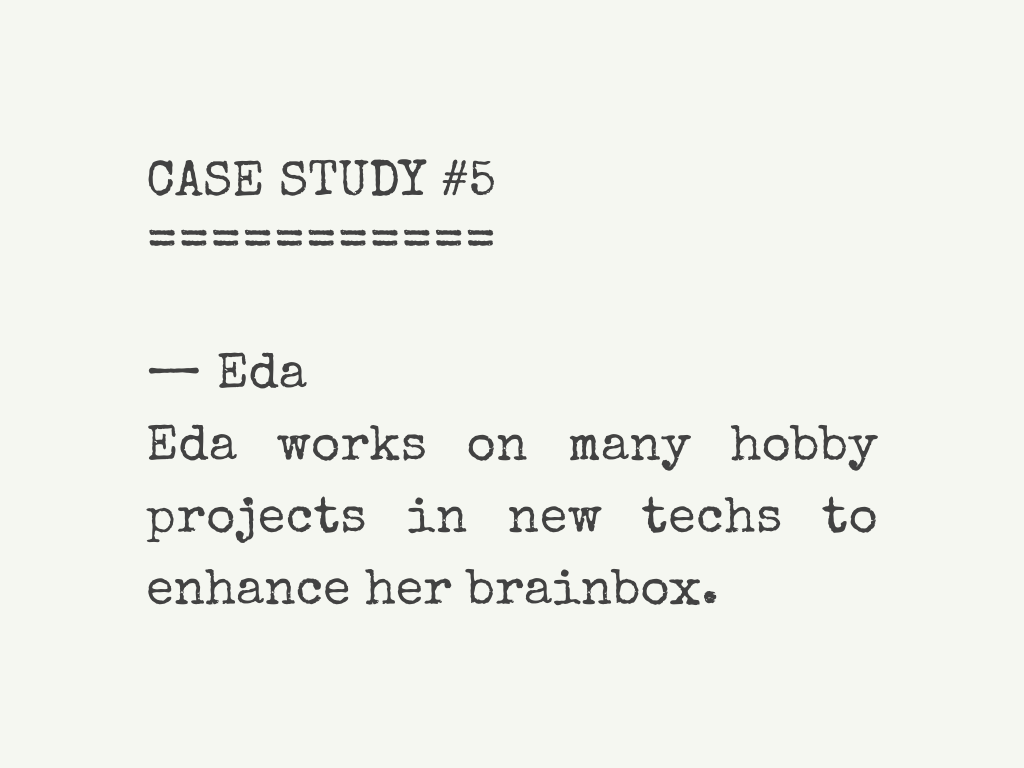 CASE STUDY #5
===========
— Eda
Eda works on many hobby
projects in new techs to
enhance her brainbox.